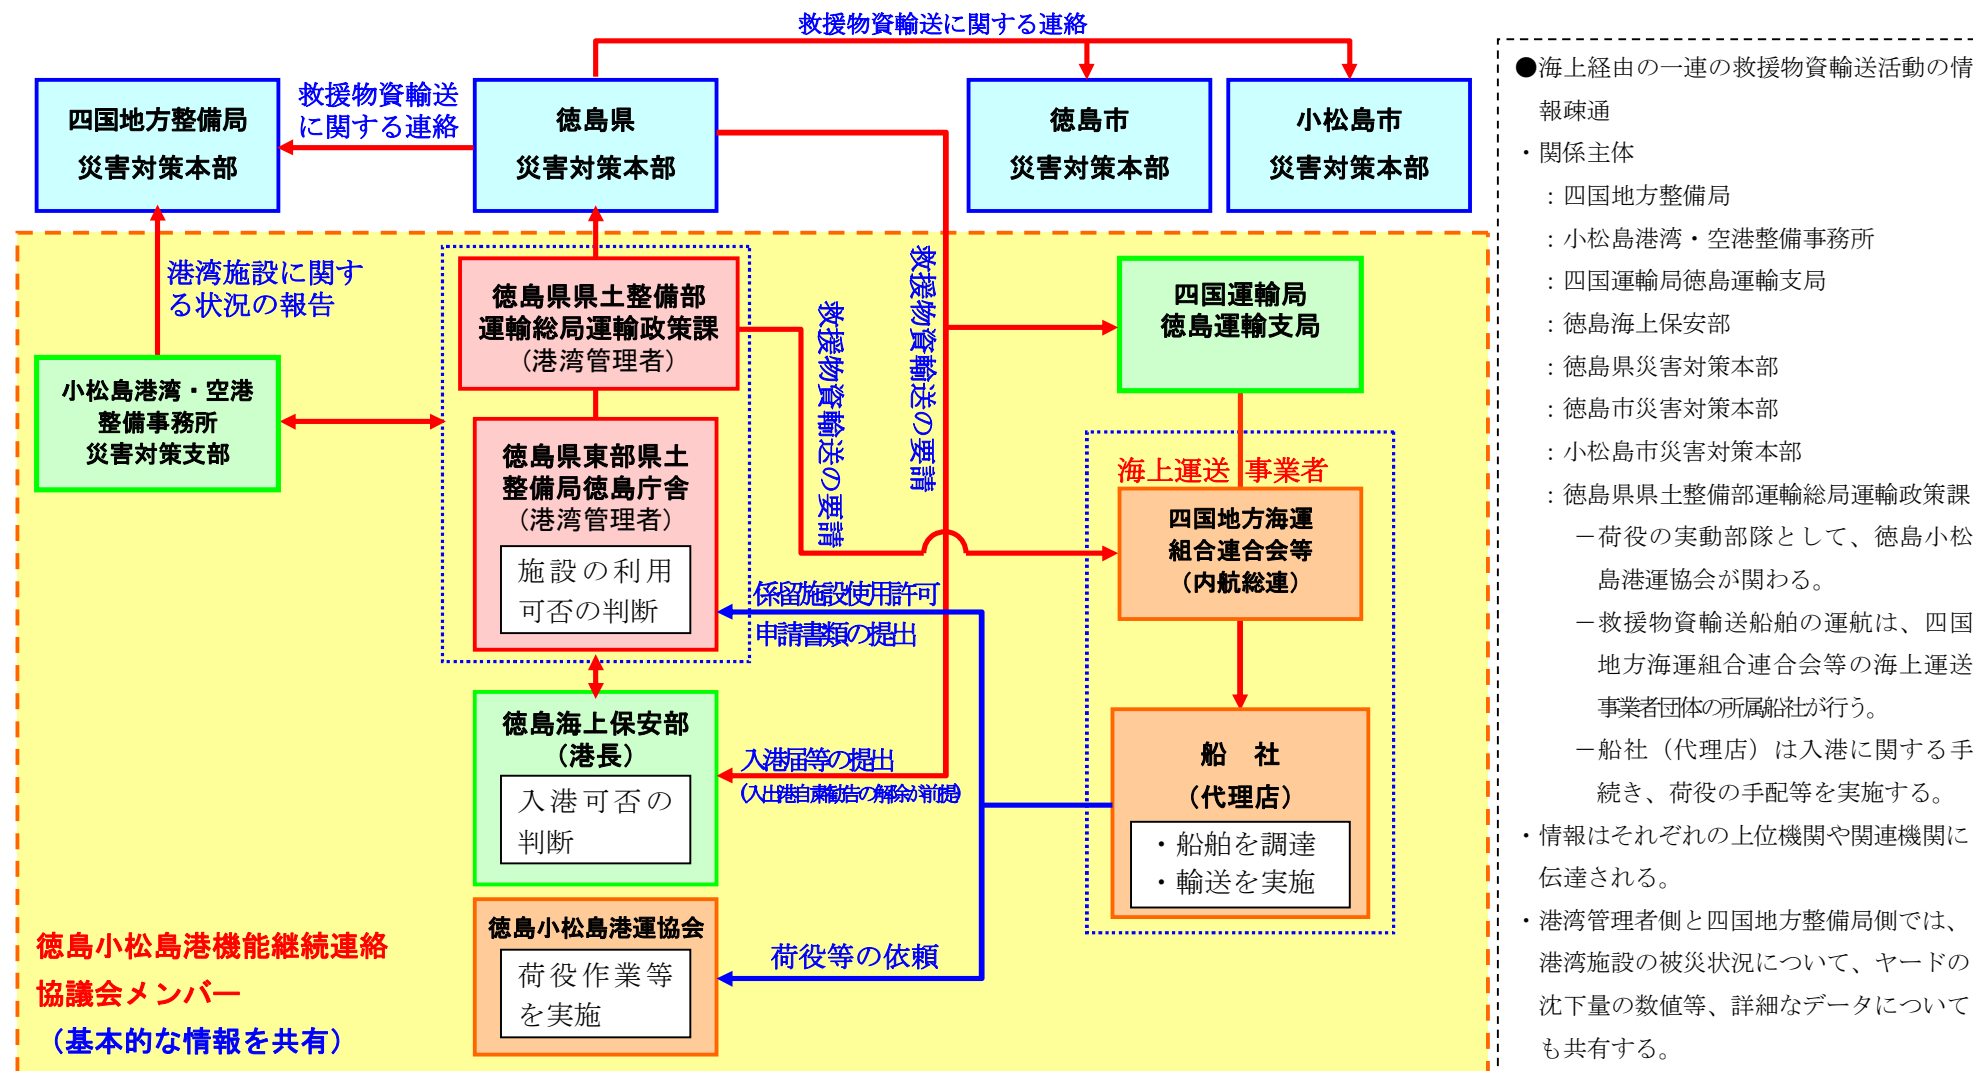 救援物資輸送に関する連絡
四国地方整備局
災害対策本部
救援物資輸送
に関する連絡
徳島県
災害対策本部
徳島市
災害対策本部
小松島市
災害対策本部
港湾施設に関す
る状況の報告
徳島県県土整備部
運輸総局運輸政策課
（港湾管理者）
救援物資輸送の要請
救援物資輸送の要請
四国運輸局
徳島運輸支局
小松島港湾・空港
整備事務所
災害対策支部
徳島県東部県土
整備局徳島庁舎
（港湾管理者）
施設の利用
可否の判断
海上運送 事業者
四国地方海運
組合連合会等
（内航総連）
係留施設使用許可
申請書類の提出
徳島海上保安部
（港長）
入港可否の
判断
入港届等の提出
（入出港自粛勧告の解除が前提）
船　社
（代理店）
・船舶を調達
・輸送を実施
徳島小松島港運協会
荷役作業等
を実施
荷役等の依頼
徳島小松島港機能継続連絡
協議会メンバー
（基本的な情報を共有）
●海上経由の一連の救援物資輸送活動の情
報疎通
・関係主体
：四国地方整備局
：小松島港湾・空港整備事務所
：四国運輸局徳島運輸支局
：徳島海上保安部
：徳島県災害対策本部
：徳島市災害対策本部
：小松島市災害対策本部
：徳島県県土整備部運輸総局運輸政策課
－荷役の実動部隊として、徳島小松
島港運協会が関わる。
－救援物資輸送船舶の運航は、四国
地方海運組合連合会等の海上運送
事業者団体の所属船社が行う。
－船社（代理店）は入港に関する手
続き、荷役の手配等を実施する。
・情報はそれぞれの上位機関や関連機関に
伝達される。
・港湾管理者側と四国地方整備局側では、
港湾施設の被災状況について、ヤードの
沈下量の数値等、詳細なデータについて
も共有する。